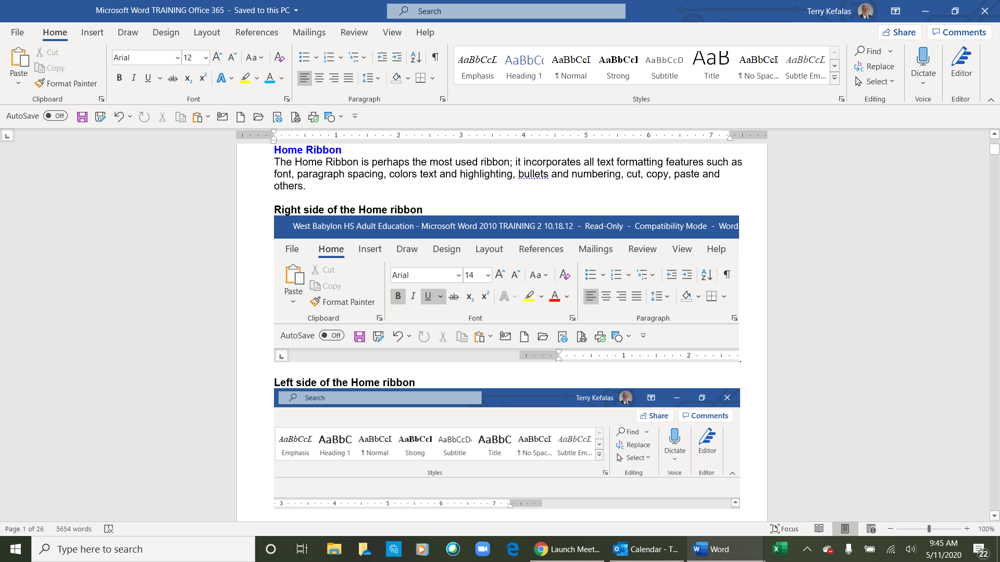 Microsoft Word TRAINING Office 365 - Saved to this PC
Search
Terry Kefalas
File Home Insert Draw Design Layout References Mailings Review View Help
Share Comments
Paste Cut Copy Format Painter
Arial 12
Aa
B I U ab x2 x2 A A
AaBbCcL AaBbC( AaBbCcI AaBbCcI AaBbCcD AaB AaBbCcI AaBbCcL
Emphasis Heading 1 ¶ Normal Strong Subtitle Title ¶ No Spac... Subtle Em...
Find
Replace
Select
Dictate
Editor
Clipboard Font Paragraph Styles Editing Voice Editor
AutoSave Off
1 2 3 4 5 6 7
Home Ribbon
The Home Ribbon is perhaps the most used ribbon; it incorporates all text formatting features such as
font, paragraph spacing, colors text and highlighting, bullets and numbering, cut, copy, paste and
others.
Right side of the Home ribbon
West Babylon HS Adult Education - Microsoft Word 2010 TRAINING 2 10.18.12 - Read-Only - Compatibility Mode - Word
File Home Insert Draw Design Layout References Mailings Review View Help
Paste Cut Copy Format Painter
Arial 14
Aa
B I U ab x2 x2 A A
Clipboard Font Paragraph
AutoSave Off
1 2
.
Left side of the Home ribbon
Search
Terry Kefalas
Share Comments
AaBbCcL AaBbC AaBbCcI AaBbCcI AaBbCcD AaBbC AaBbCcI AaBbCcL
Emphasis Heading 1 ¶ Normal Strong Subtitle Title ¶ No Spac... Subtle Em...
Find
Replace
Select
Dictate
Editor
Styles Editing Voice Editor
3 4 5 6 7
Page 1 of 26 5654 words
Focus 100%
Type here to search
Launch Meet... Calendar - T... Word
9:45 AM
5/11/2020
22